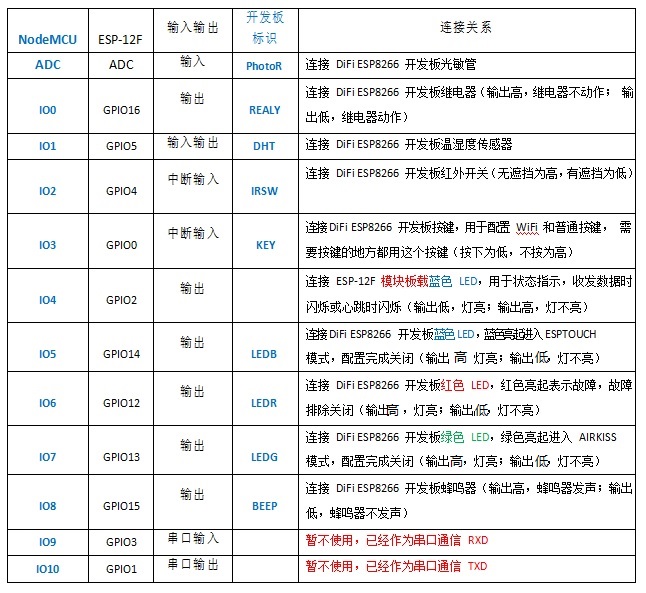 NodeMCU ESP-12F 输入输出 开发板 连接关系
标识
ADC ADC 输入 PhotoR 连接 DiFi ESP8266 开发板光敏管
IO0 GPIO16 输出 REALY 连接 DiFi ESP8266 开发板继电器（输出高，继电器不动作； 输
出低，继电器动作）
IO1 GPIO5 输入输出 DHT 连接 DiFi ESP8266 开发板温湿度传感器
IO2 GPIO4 中断输入 IRSW 连接 DiFi ESP8266 开发板红外开关（无遮挡为高，有遮挡为低）
IO3 GPIO0 中断输入 KEY 连接DiFi ESP8266 开发板按键，用于配置 WiFi 和普通按键， 需
要按键的地方都用这个按键（按下为低，不按为高）
IO4 GPIO2 输出 连接 ESP-12F 模块板载蓝色 LED，用于状态指示，收发数据时
闪烁或心跳时闪烁（输出低，灯亮；输出高，灯不亮）
IO5 GPIO14 输出 LEDB 连接DiFi ESP8266 开发板蓝色LED，蓝色亮起进入ESPTOUCH
模式，配置完成关闭（输出 高 灯亮；输出低，灯不亮）
IO6 GPIO12 输出 LEDR 连接 DiFi ESP8266 开发板红色 LED，红色亮起表示故障，故障
排除关闭（输出高，灯亮；输出低，灯不亮）
IO7 GPIO13 输出 LEDG 连接 DiFi ESP8266 开发板绿色 LED，绿色亮起进入 AIRKISS
模式，配置完成关闭（输出高，灯亮；输出低，灯不亮）
IO8 GPIO15 输出 BEEP 连接 DiFi ESP8266 开发板蜂鸣器（输出高，蜂鸣器发声；输出
低，蜂鸣器不发声）
IO9 GPIO3 串口输入 暂不使用，已经作为串口通信 RXD
IO10 GPIO1 串口输出 暂不使用，已经作为串口通信 TXD